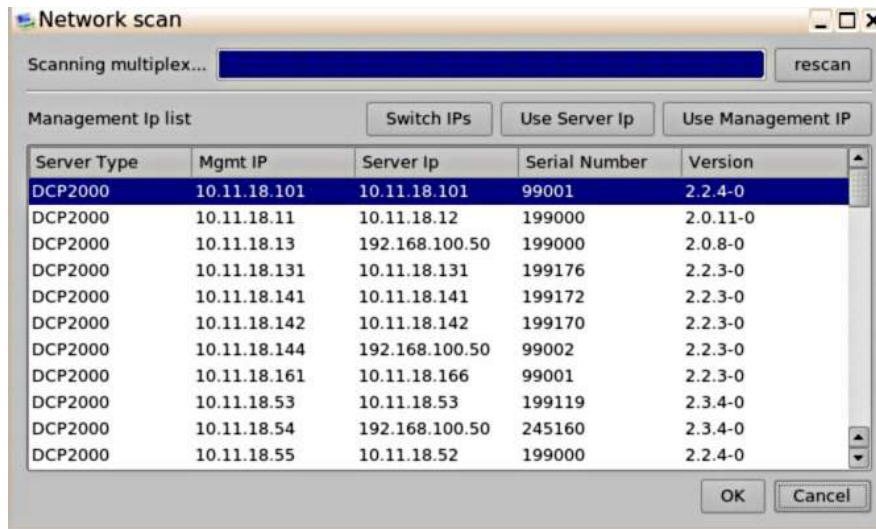 Network scan
Scanning multiplex... rescan
Management Ip list Switch IPs Use Server Ip Use Management IP
Server Type Mgmt IP Server Ip Serial Number Version
DCP2000 10.11.18.101 10.11.18.101 99001 2.2.4-0
DCP2000 10.11.18.11 10.11.18.12 199000 2.0.11-0
DCP2000 10.11.18.13 192.168.100.50 199000 2.0.8-0
DCP2000 10.11.18.131 10.11.18.131 199176 2.2.3-0
DCP2000 10.11.18.141 10.11.18.141 199172 2.2.3-0
DCP2000 10.11.18.142 10.11.18.142 199170 2.2.3-0
DCP2000 10.11.18.144 192.168.100.50 99002 2.2.3-0
DCP2000 10.11.18.161 10.11.18.166 99001 2.2.3-0
DCP2000 10.11.18.53 10.11.18.53 199119 2.3.4-0
DCP2000 10.11.18.54 192.168.100.50 245160 2.3.4-0
DCP2000 10.11.18.55 10.11.18.52 199000 2.2.4-0
OK Cancel